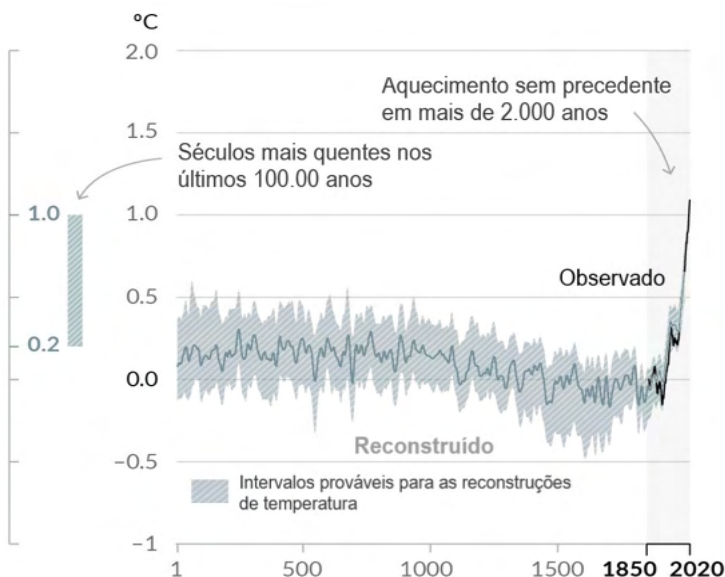 °C
2.0
1.5
1.0
0.5
0.0
−0.5
−1
Aquecimento sem precedente
em mais de 2.000 anos
Séculos mais quentes nos
últimos 100.00 anos
1.0
0.2
Observado
Reconstruído
Intervalos prováveis para as reconstruções
de temperatura
1 500 1000 1500 1850 2020